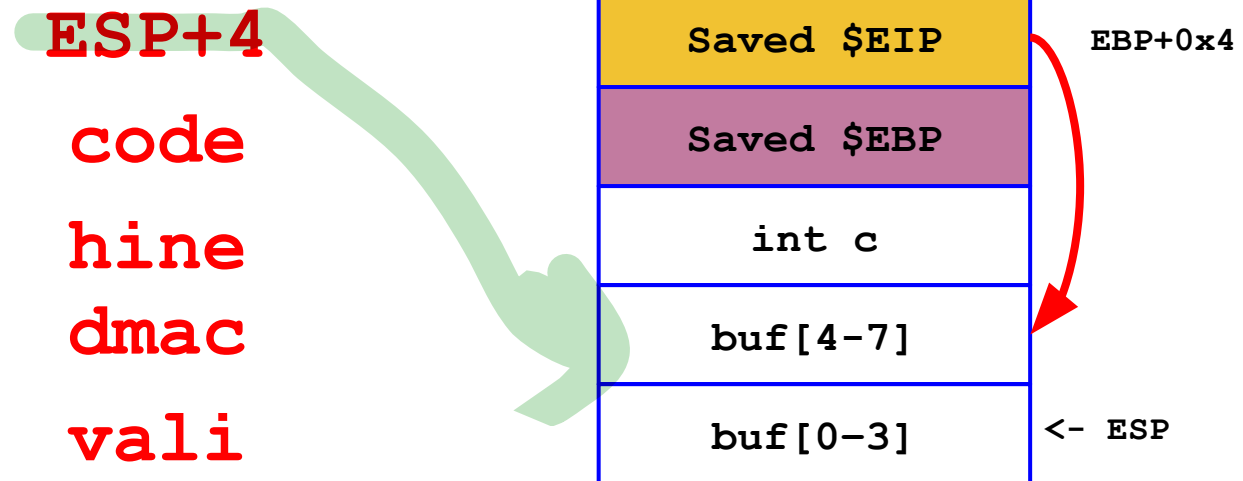 ESP+4 Saved $EIP EBP+0x4
code Saved $EBP
hine int c
dmac buf[4-7]
vali buf[0–3] <- ESP